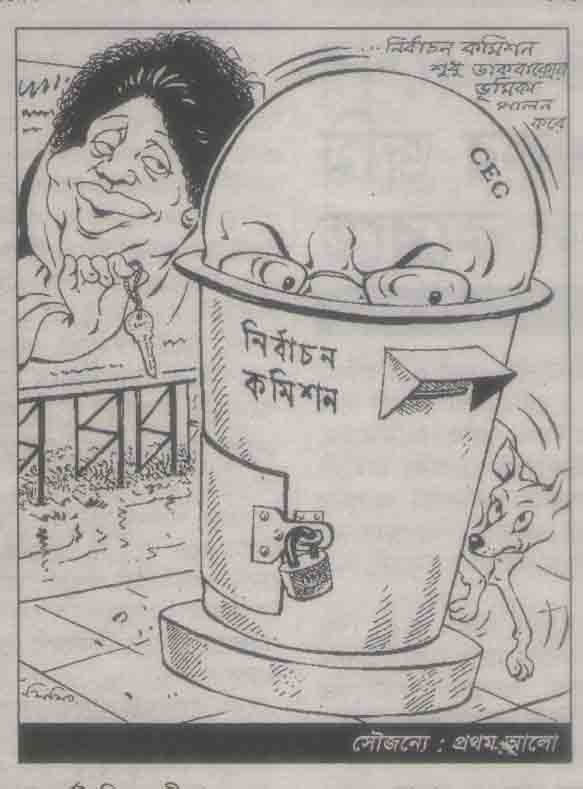 ...নির্বাচন কমিশন
শুধু ডাকবাক্সের
ভূমিকা
পালন
করে
CEC
নির্বাচন
কমিশন
সৌজন্যে : প্রথম আলো